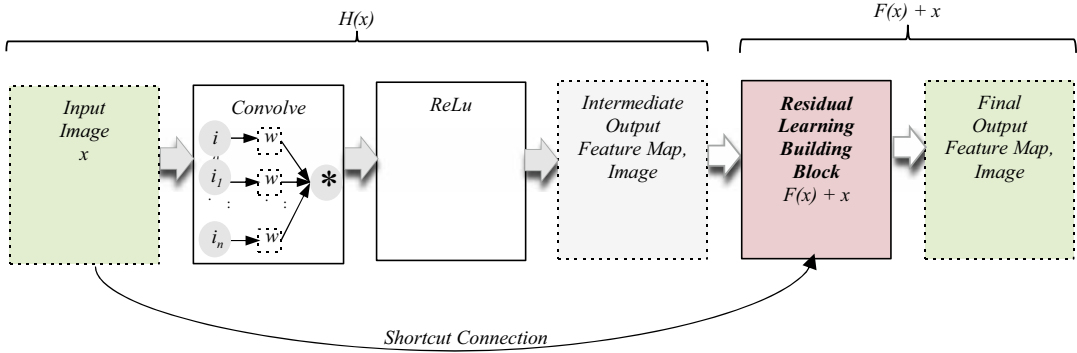 H(x)
F(x) + x
Input
Image
x
Convolve
i
w
i1
w
in
w
*
ReLu
Intermediate
Output
Feature Map,
Image
Residual
Learning
Building
Block
F(x) + x
Final
Output
Feature Map,
Image
Shortcut Connection